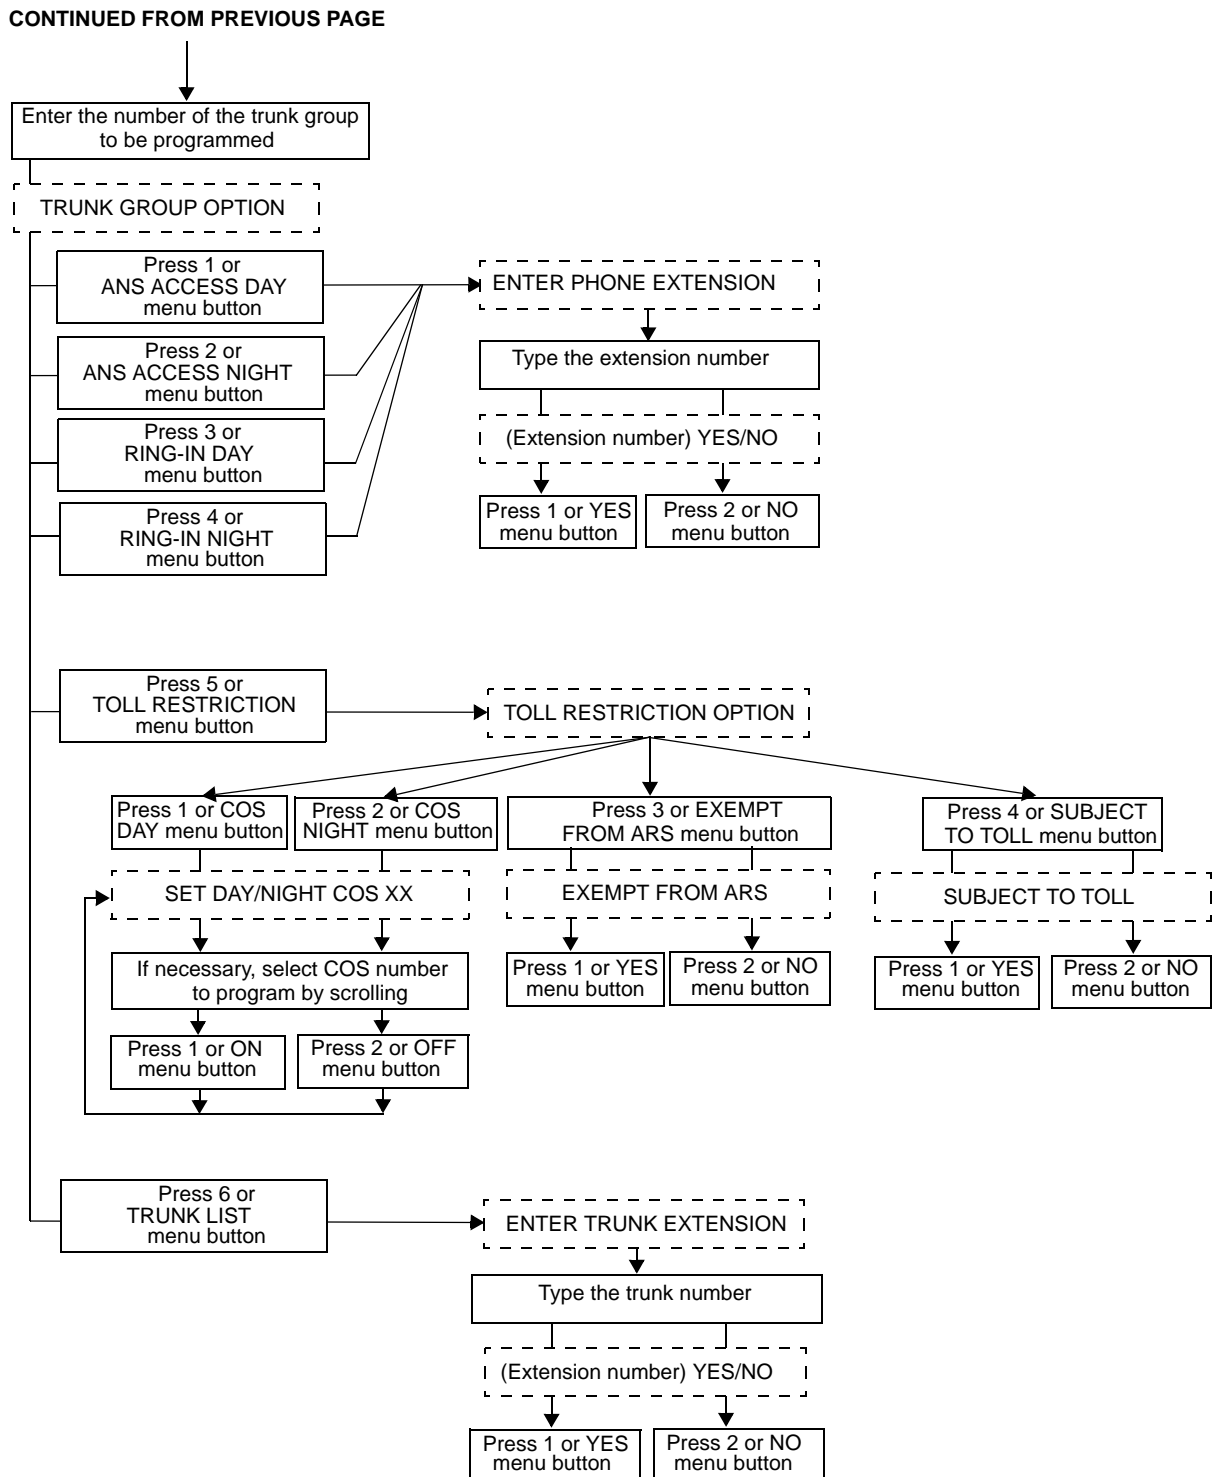 CONTINUED FROM PREVIOUS PAGE
Enter the number of the trunk group
to be programmed
TRUNK GROUP OPTION
Press 1 or
ANS ACCESS DAY
menu button
ENTER PHONE EXTENSION
Press 2 or
ANS ACCESS NIGHT
menu button
Type the extension number
Press 3 or
RING-IN DAY
menu button
(Extension number) YES/NO
Press 4 or
RING-IN NIGHT
menu button
Press 1 or YES
menu button
Press 2 or NO
menu button
Press 5 or
TOLL RESTRICTION
menu button
TOLL RESTRICTION OPTION
Press 1 or COS
DAY menu button
Press 2 or COS
NIGHT menu button
Press 3 or EXEMPT
FROM ARS menu button
Press 4 or SUBJECT
TO TOLL menu button
SET DAY/NIGHT COS XX
EXEMPT FROM ARS
SUBJECT TO TOLL
If necessary, select COS number
to program by scrolling
Press 1 or YES
menu button
Press 2 or NO
menu button
Press 1 or YES
menu button
Press 2 or NO
menu button
Press 1 or ON
menu button
Press 2 or OFF
menu button
Press 6 or
TRUNK LIST
menu button
ENTER TRUNK EXTENSION
Type the trunk number
(Extension number) YES/NO
Press 1 or YES
menu button
Press 2 or NO
menu button